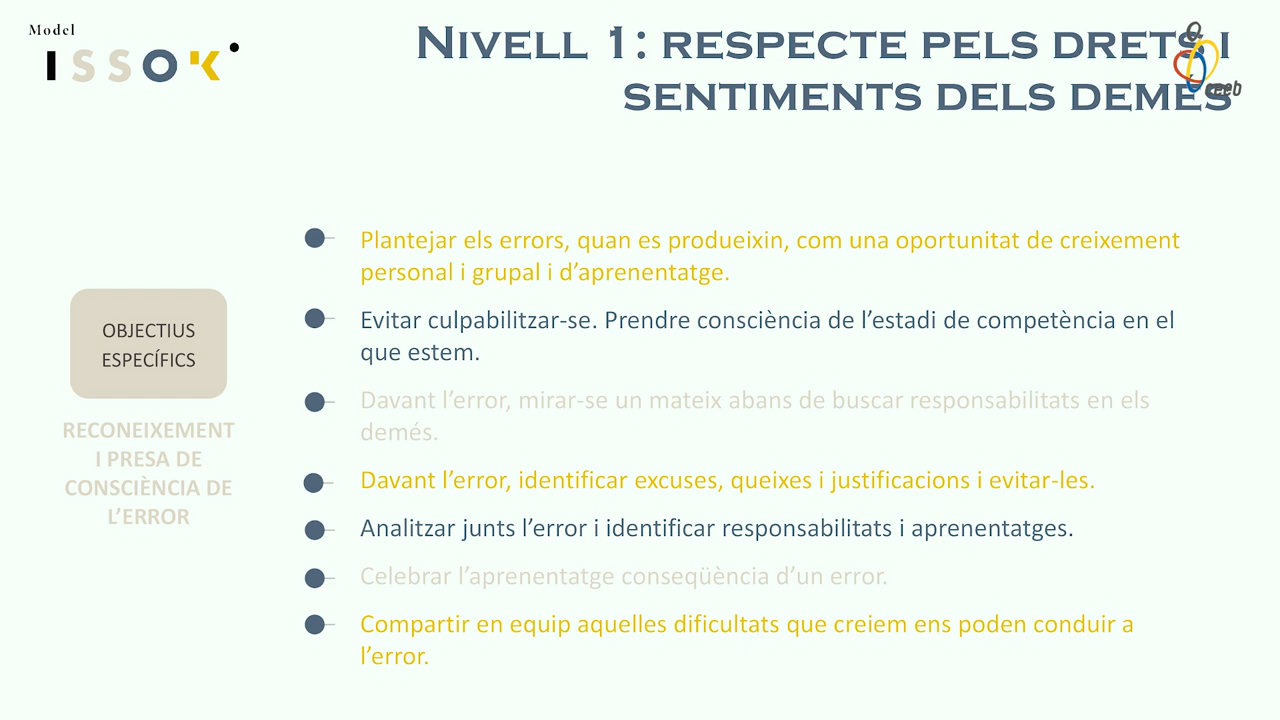 Model
ISSOK
NIVELL 1: RESPECTE PELS DRETS I
SENTIMENTS DELS DEMÉS
ceeb
Plantejar els errors, quan es produeixin, com una oportunitat de creixement
personal i grupal i d’aprenentatge.
Evitar culpabilitzar-se. Prendre consciència de l’estadi de competència en el
que estem.
Davant l’error, mirar-se un mateix abans de buscar responsabilitats en els
demés.
Davant l’error, identificar excuses, queixes i justificacions i evitar-les.
Analitzar junts l’error i identificar responsabilitats i aprenentatges.
Celebrar l’aprenentatge conseqüència d’un error.
Compartir en equip aquelles dificultats que creiem ens poden conduir a
l’error.
OBJECTIUS
ESPECÍFICS
RECONEIXEMENT
I PRESA DE
CONSCIÈNCIA DE
L’ERROR